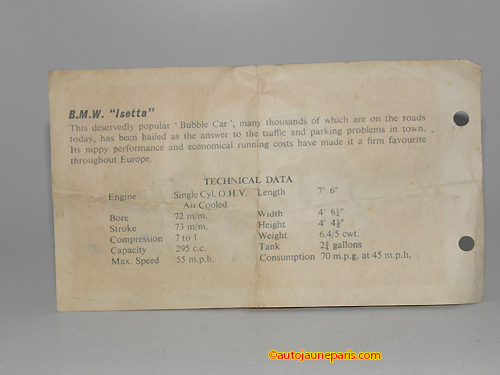 B.M.W. "Isetta"
This deservedly popular 'Bubble Car', many thousands of which are on the roads
today, has been hailed as the answer to the traffic and parking problems in town.
Its nippy performance and economical running costs have made it a firm favourite
throughout Europe.
TECHNICAL DATA
Engine Single Cyl. O.H.V. Length 7' 6"
Air Cooled
Bore 72 m/m. Width 4' 6½"
Stroke 73 m/m. Height 4' 4½"
Compression 7 to 1 Weight 6.4/5 cwt.
Capacity 295 c.c. Tank 2¾ gallons
Max. Speed 55 m.p.h. Consumption 70 m.p.g. at 45 m.p.h.
©autojauneparis.com